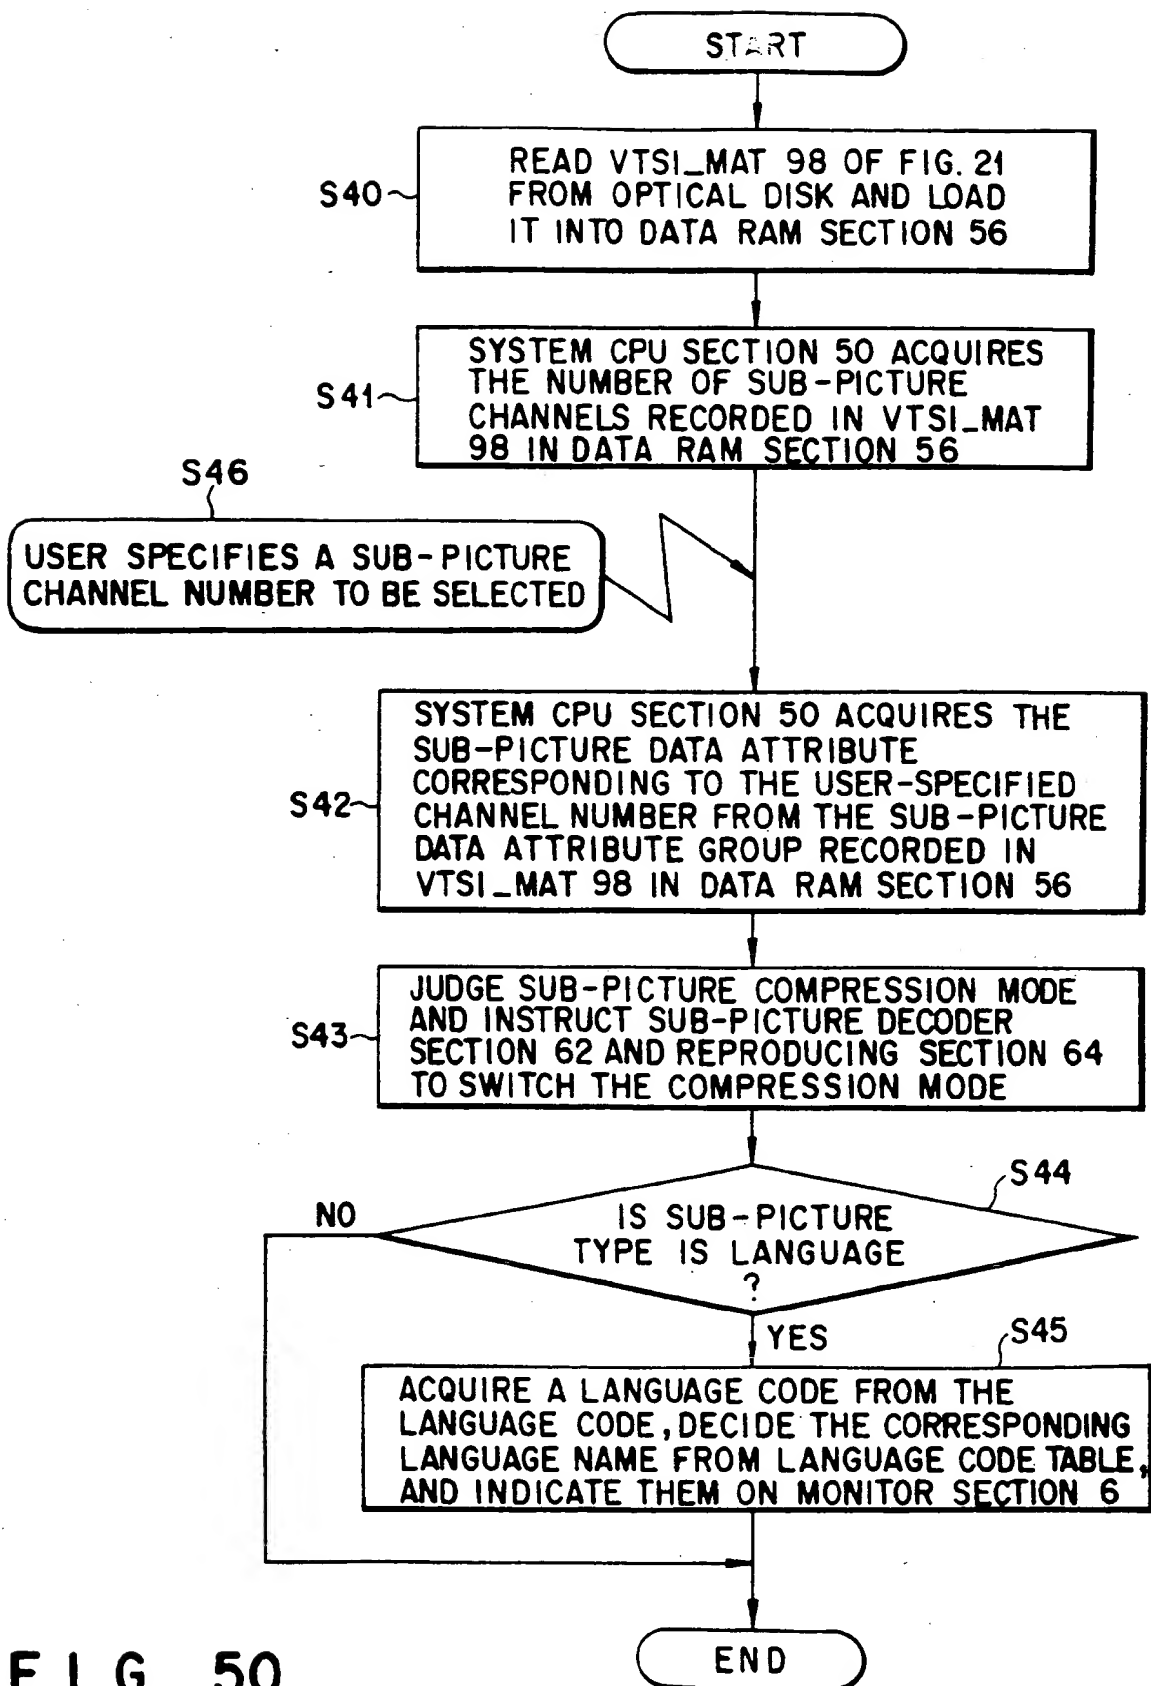 START
S40
READ VTSI_MAT 98 OF FIG. 21
FROM OPTICAL DISK AND LOAD
IT INTO DATA RAM SECTION 56
S41
SYSTEM CPU SECTION 50 ACQUIRES
THE NUMBER OF SUB-PICTURE
CHANNELS RECORDED IN VTSI_MAT
98 IN DATA RAM SECTION 56
S46
USER SPECIFIES A SUB-PICTURE
CHANNEL NUMBER TO BE SELECTED
S42
SYSTEM CPU SECTION 50 ACQUIRES THE
SUB-PICTURE DATA ATTRIBUTE
CORRESPONDING TO THE USER-SPECIFIED
CHANNEL NUMBER FROM THE SUB-PICTURE
DATA ATTRIBUTE GROUP RECORDED IN
VTSI_MAT 98 IN DATA RAM SECTION 56
S43
JUDGE SUB-PICTURE COMPRESSION MODE
AND INSTRUCT SUB-PICTURE DECODER
SECTION 62 AND REPRODUCING SECTION 64
TO SWITCH THE COMPRESSION MODE
S44
NO
IS SUB-PICTURE
TYPE IS LANGUAGE
?
YES
S45
ACQUIRE A LANGUAGE CODE FROM THE
LANGUAGE CODE, DECIDE THE CORRESPONDING
LANGUAGE NAME FROM LANGUAGE CODE TABLE,
AND INDICATE THEM ON MONITOR SECTION 6
END
FIG. 50